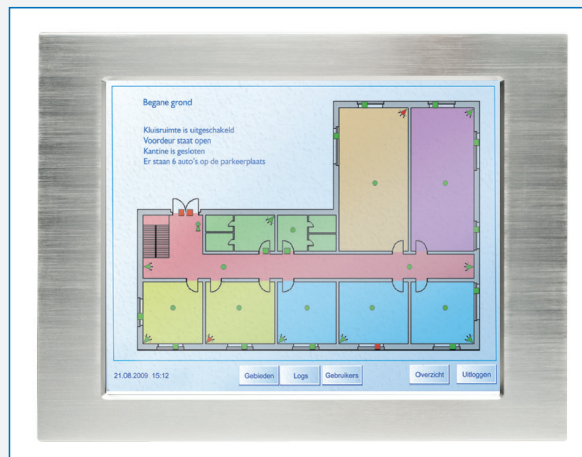 Begane grond
Kluisruimte is uitgeschakeld
Voordeur staat open
Kantine is gesloten
Er staan 6 auto's op de parkeerplaats
21.08.2009 15:12
Gebieden
Logs
Gebruikers
Overzicht
Uitloggen